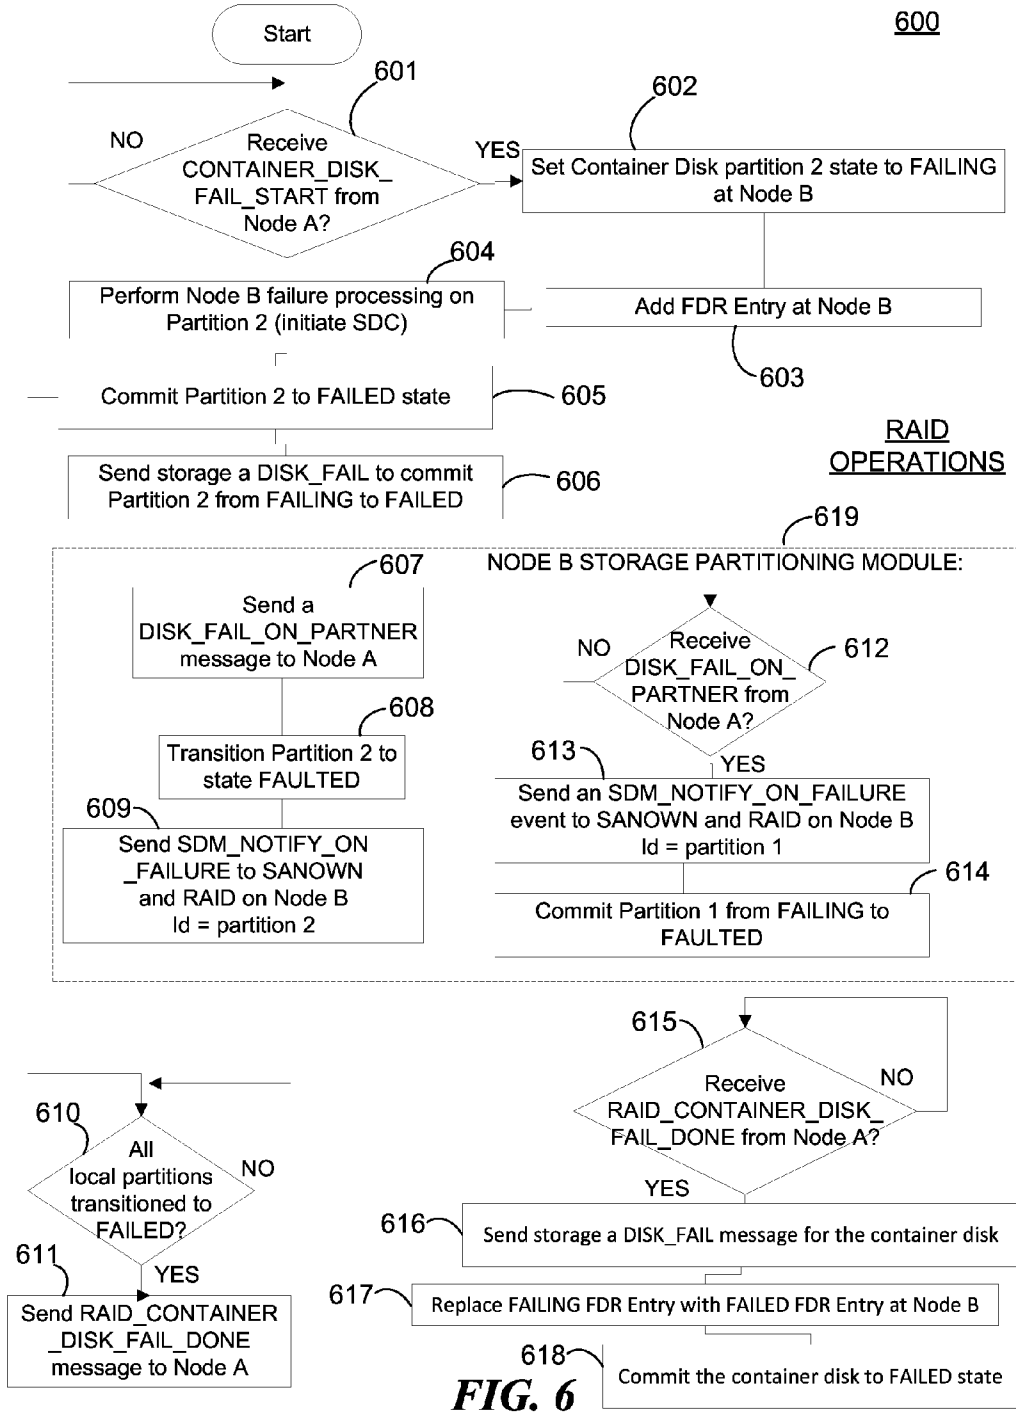 Start
600
601
NO
Receive
CONTAINER_DISK_
FAIL_START from
Node A?
YES
602
Set Container Disk partition 2 state to FAILING
at Node B
604
Perform Node B failure processing on
Partition 2 (initiate SDC)
Add FDR Entry at Node B
603
Commit Partition 2 to FAILED state
605
RAID
OPERATIONS
Send storage a DISK_FAIL to commit
Partition 2 from FAILING to FAILED
606
619
NODE B STORAGE PARTITIONING MODULE:
607
Send a
DISK_FAIL_ON_PARTNER
message to Node A
608
Transition Partition 2 to
state FAULTED
609
Send SDM_NOTIFY_ON
_FAILURE to SANOWN
and RAID on Node B
Id = partition 2
NO
Receive
DISK_FAIL_ON_
PARTNER from
Node A?
612
YES
613
Send an SDM_NOTIFY_ON_FAILURE
event to SANOWN and RAID on Node B
Id = partition 1
614
Commit Partition 1 from FAILING to
FAULTED
610
All
local partitions
transitioned to
FAILED?
NO
YES
611
Send RAID_CONTAINER
_DISK_FAIL_DONE
message to Node A
615
Receive
RAID_CONTAINER_DISK_
FAIL_DONE from Node A?
NO
YES
616
Send storage a DISK_FAIL message for the container disk
617
Replace FAILING FDR Entry with FAILED FDR Entry at Node B
618
Commit the container disk to FAILED state
FIG. 6